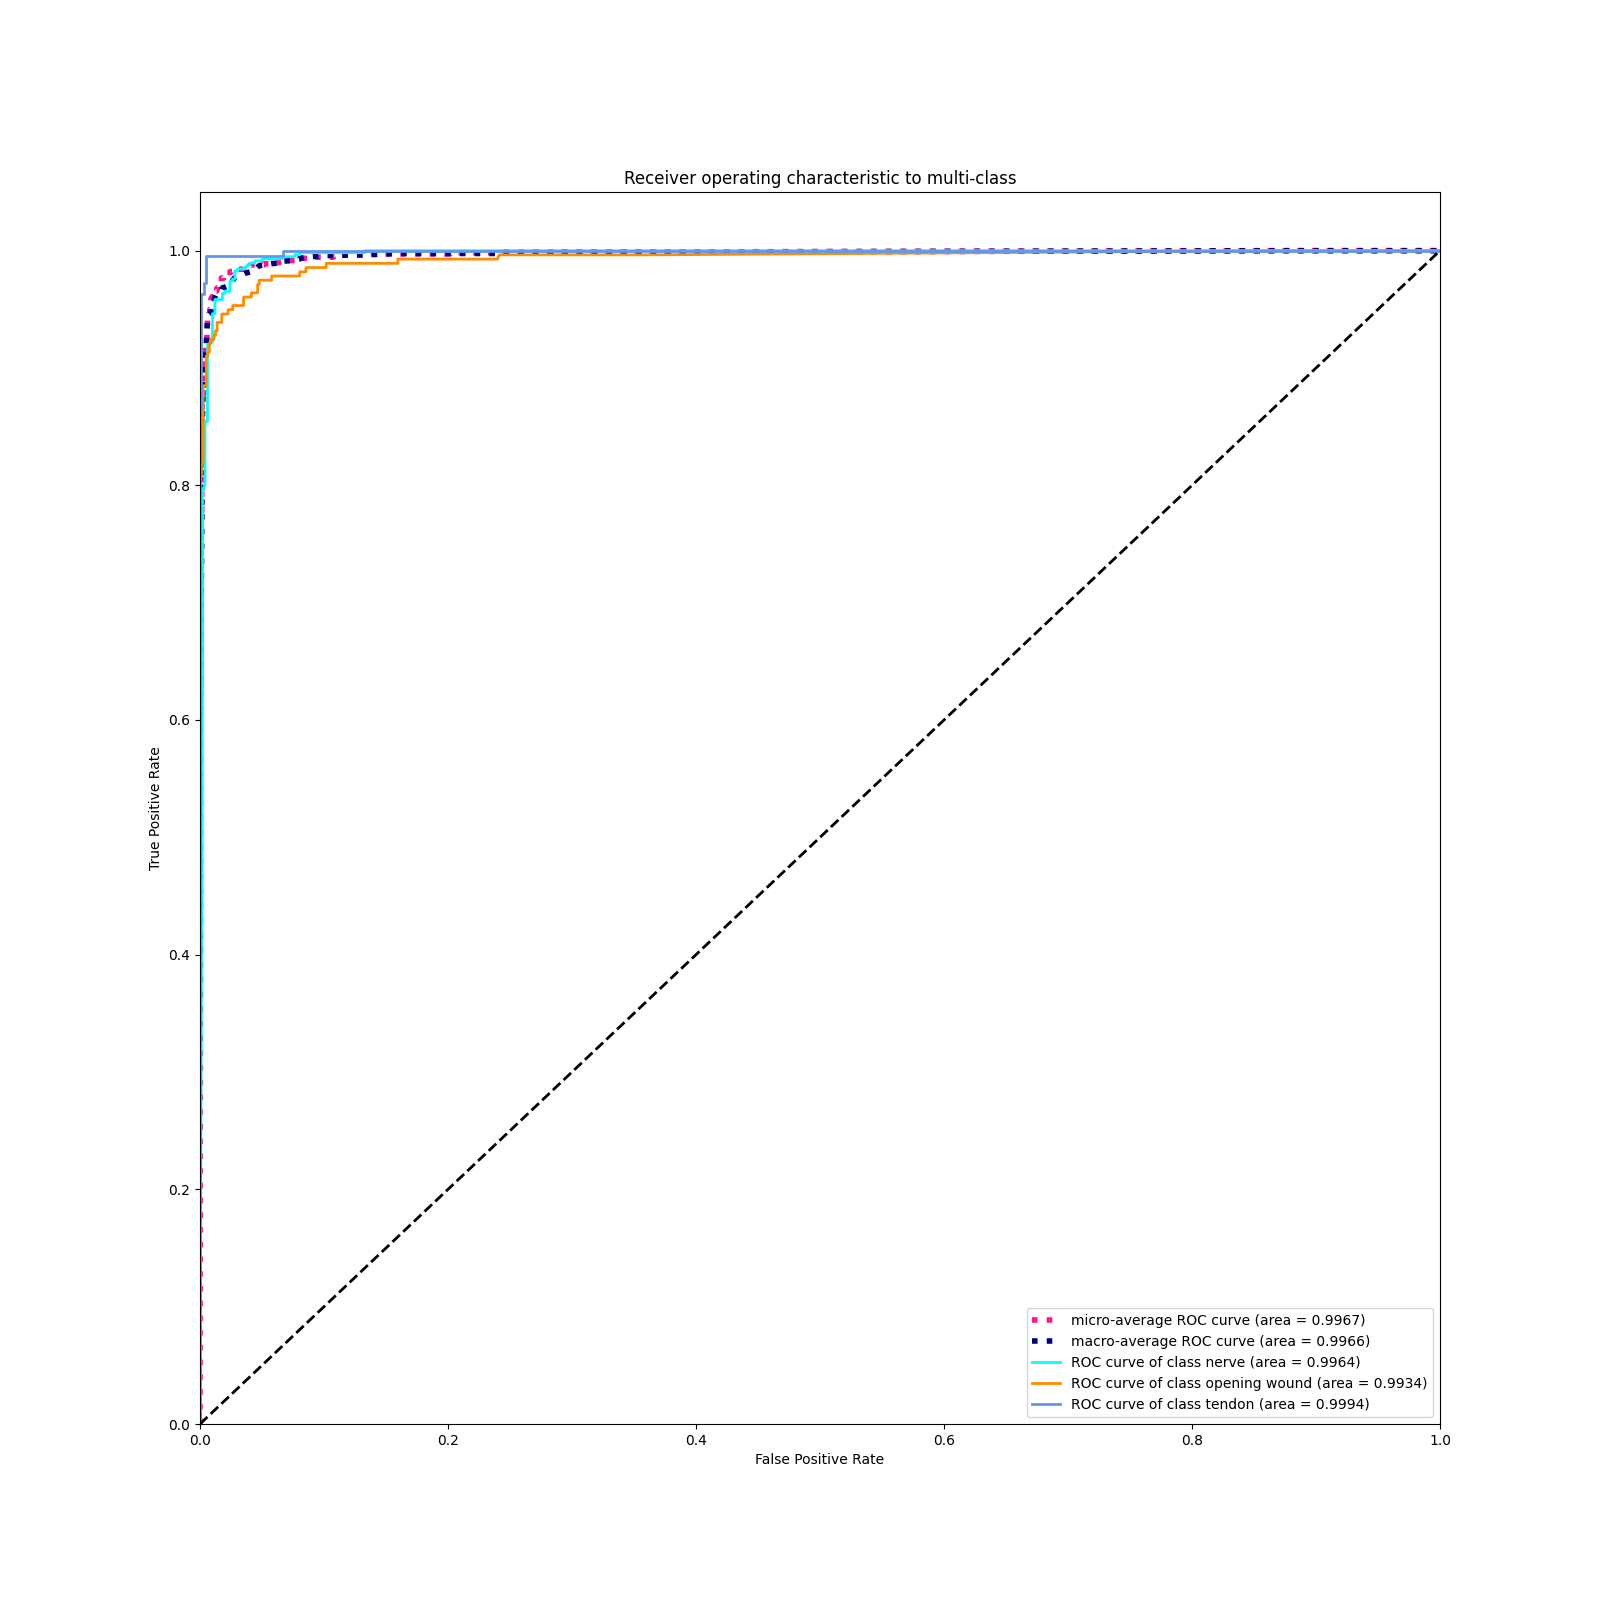 Receiver operating characteristic to multi-class
1.0
0.8
0.6
0.4
0.2
0.0
True Positive Rate
0.0 0.2 0.4 0.6 0.8 1.0
False Positive Rate
micro-average ROC curve (area = 0.9967)
macro-average ROC curve (area = 0.9966)
ROC curve of class nerve (area = 0.9964)
ROC curve of class opening wound (area = 0.9934)
ROC curve of class tendon (area = 0.9994)